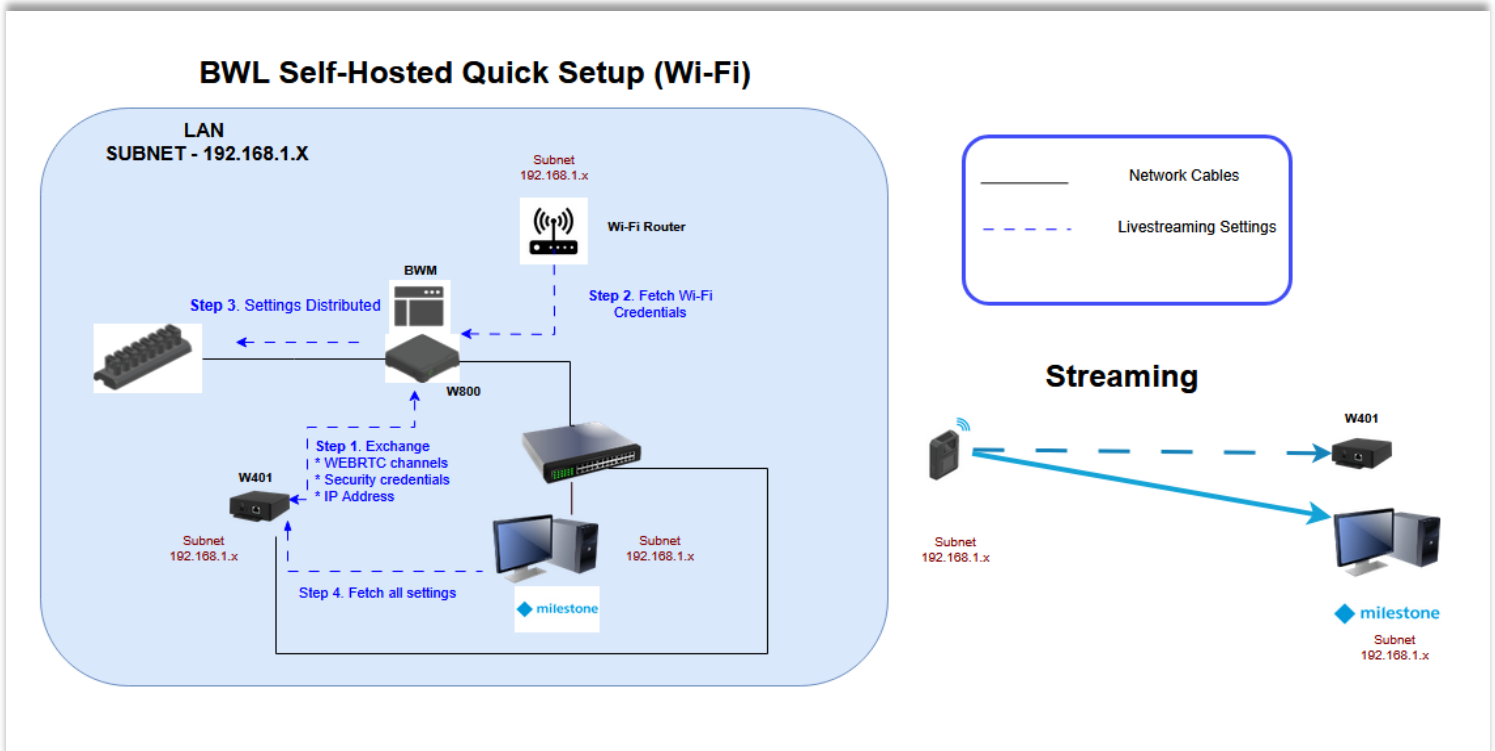 BWL Self-Hosted Quick Setup (Wi-Fi)
LAN
SUBNET - 192.168.1.X
Subnet
192.168.1.x
Wi-Fi Router
BWM
Step 3. Settings Distributed
Step 2. Fetch Wi-Fi
Credentials
W800
Step 1. Exchange
* WEBRTC channels
* Security credentials
* IP Address
W401
Subnet
192.168.1.x
Subnet
192.168.1.x
Step 4. Fetch all settings
milestone
Network Cables
Livestreaming Settings
Streaming
W401
Subnet
192.168.1.x
milestone
Subnet
192.168.1.x